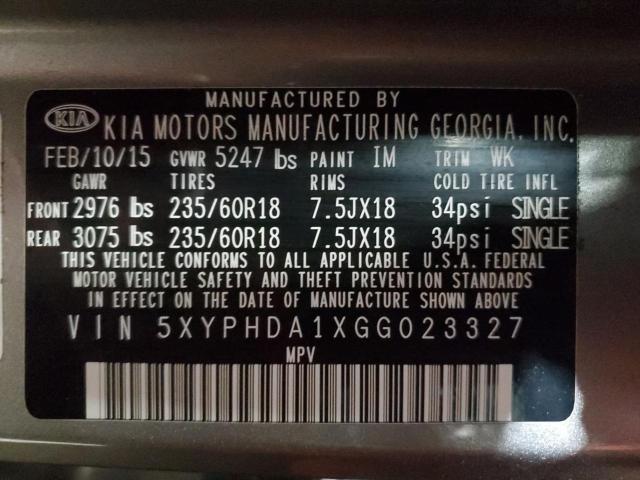 MANUFACTURED BY
KIA KIA MOTORS MANUFACTURING GEORGIA, INC.
FEB/10/15 GVWR 5247 lbs PAINT IM TRIM WK
GAWR TIRES RIMS COLD TIRE INFL
FRONT 2976 lbs 235/60R18 7.5JX18 34psi SINGLE
REAR 3075 lbs 235/60R18 7.5JX18 34psi SINGLE
THIS VEHICLE CONFORMS TO ALL APPLICABLE U.S.A. FEDERAL
MOTOR VEHICLE SAFETY AND THEFT PREVENTION STANDARDS
IN EFFECT ON THE DATE OF MANUFACTURE SHOWN ABOVE
VIN 5XYPHDA1XGG023327
MPV